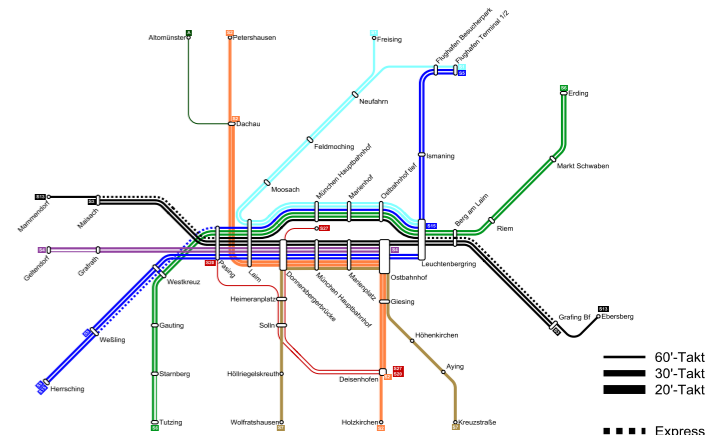 Altomünster
Petershausen
Freising
Flughafen Besucherpark
Flughafen Terminal 1/2
Erding
Neufahrn
Dachau
Feldmoching
Ismaning
Markt Schwaben
Moosach
München Hauptbahnhof
Marienhof
Ostbahnhof tief
Berg am Laim
Riem
Mammendorf
Maisach
Geltendorf
Grafrath
Pasing
Laim
Donnersbergerbrücke
München Hauptbahnhof
Marienplatz
Ostbahnhof
Leuchtenbergring
Westkreuz
Heimeranplatz
Giesing
Grafing Bf
Ebersberg
Weßling
Gauting
Solln
Höhenkirchen
Herrsching
Starnberg
Höllriegelskreuth
Deisenhofen
S27
Aying
Tutzing
Wolfratshausen
Holzkirchen
Kreuzstraße
60'-Takt
30'-Takt
20'-Takt
Express